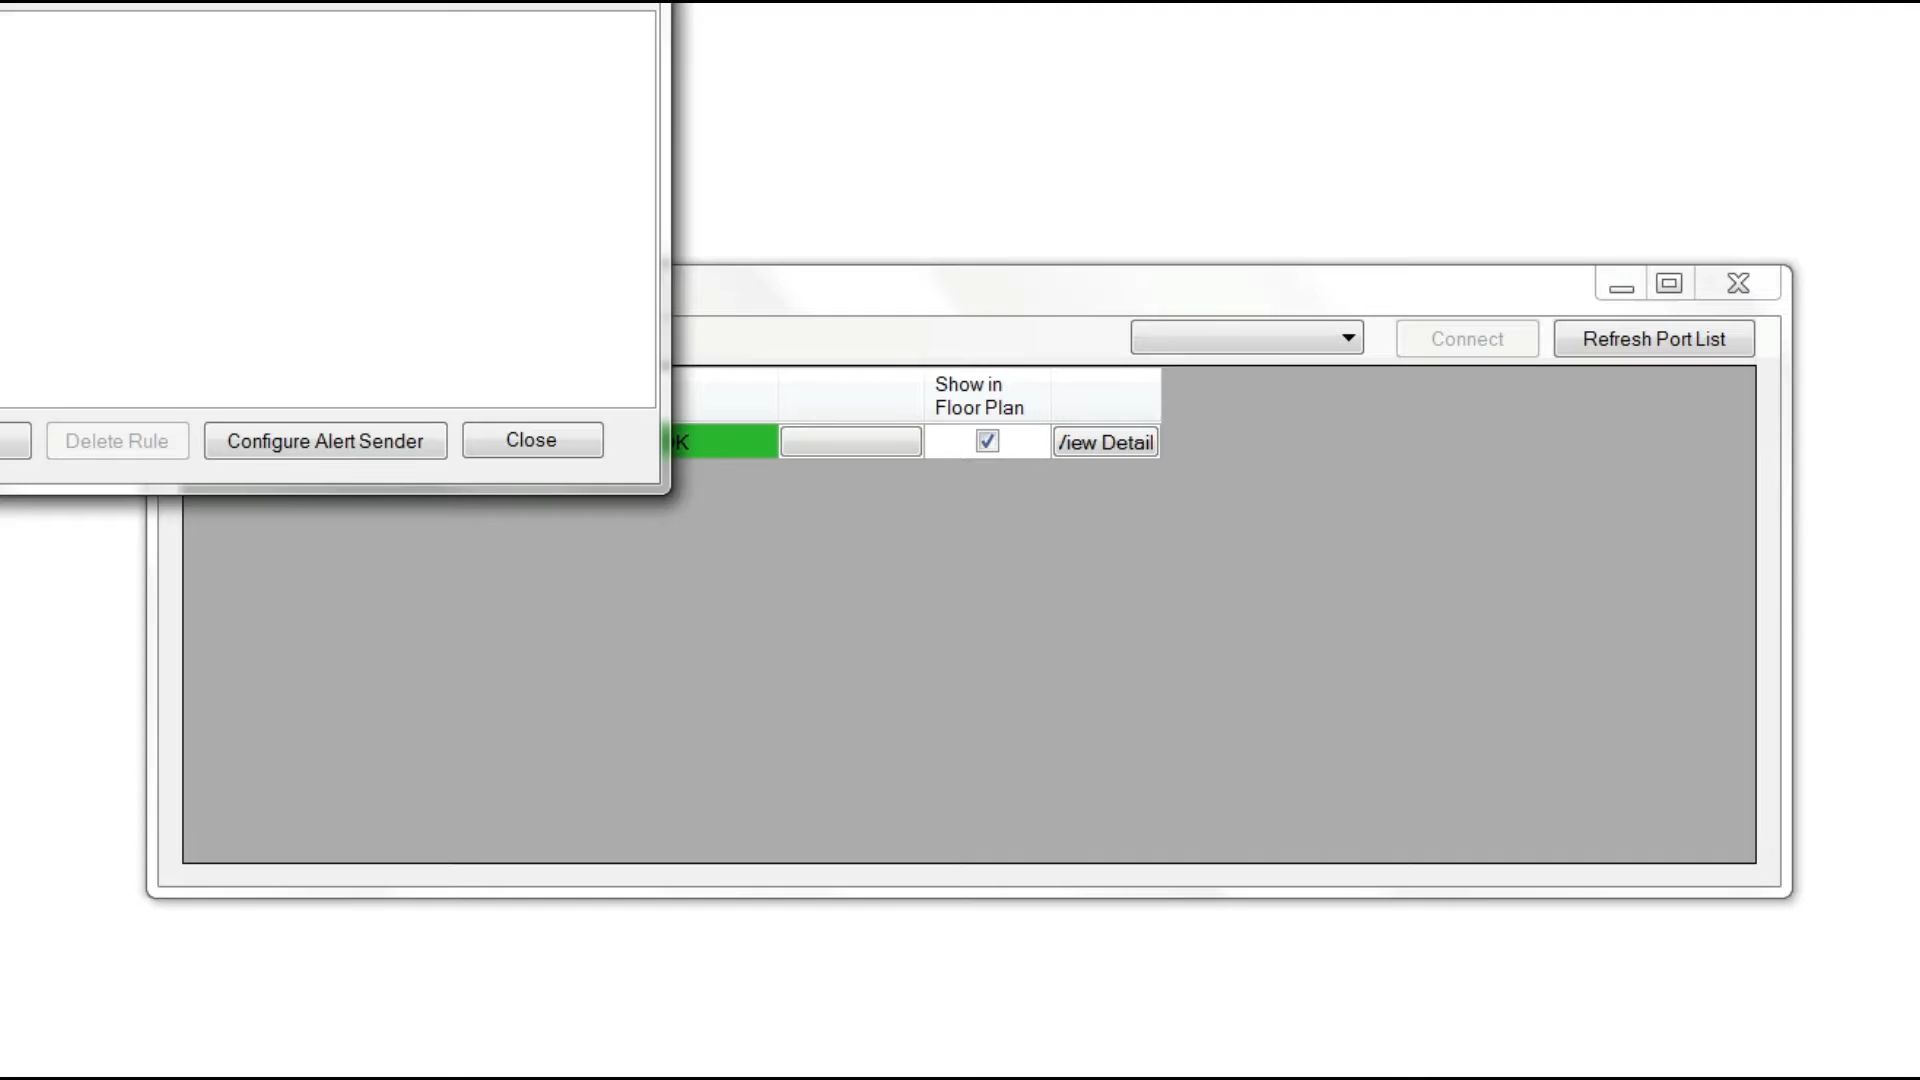 Connect
Refresh Port List
Show in
Floor Plan
Delete Rule
Configure Alert Sender
Close
View Detail